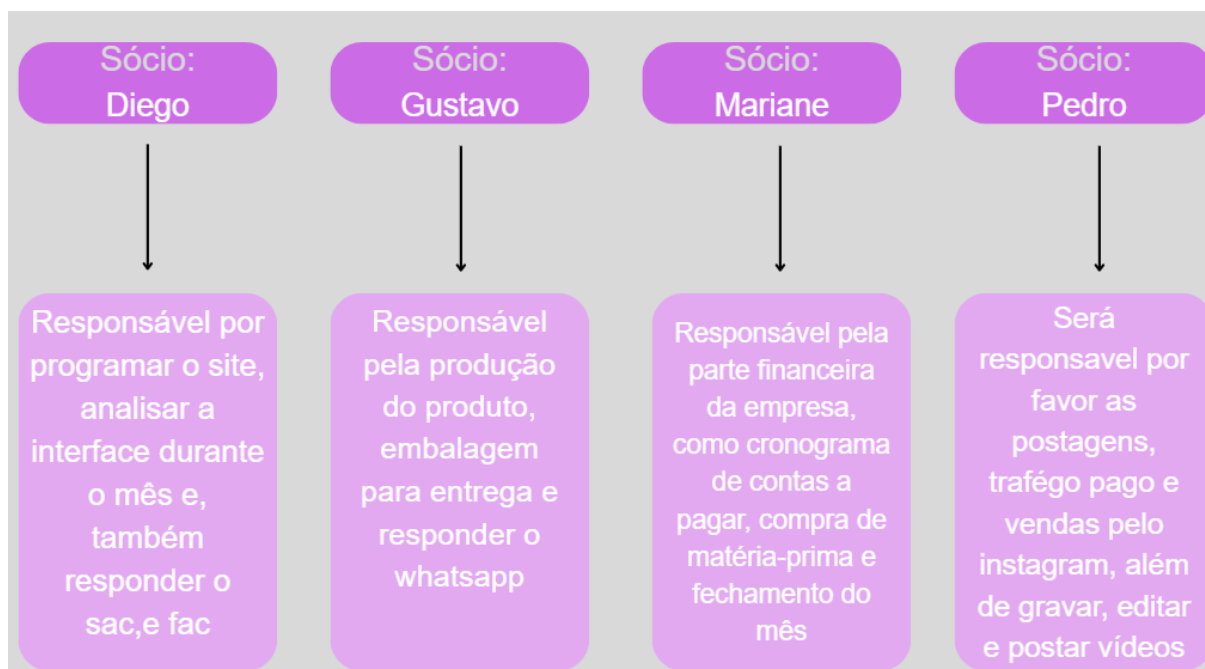 Sócio:
Diego
Sócio:
Gustavo
Sócio:
Mariane
Sócio:
Pedro
Responsável por
programar o site,
analisar a
interface durante
o mês e,
também
responder o
sac,e fac
Responsável
pela produção
do produto,
embalagem
para entrega e
responder o
whatsapp
Responsável pela
parte financeira
da empresa,
como cronograma
de contas a
pagar, compra de
matéria-prima e
fechamento do
mês
Será
responsavel por
favor as
postagens,
trafégo pago e
vendas pelo
instagram, além
de gravar, editar
e postar vídeos